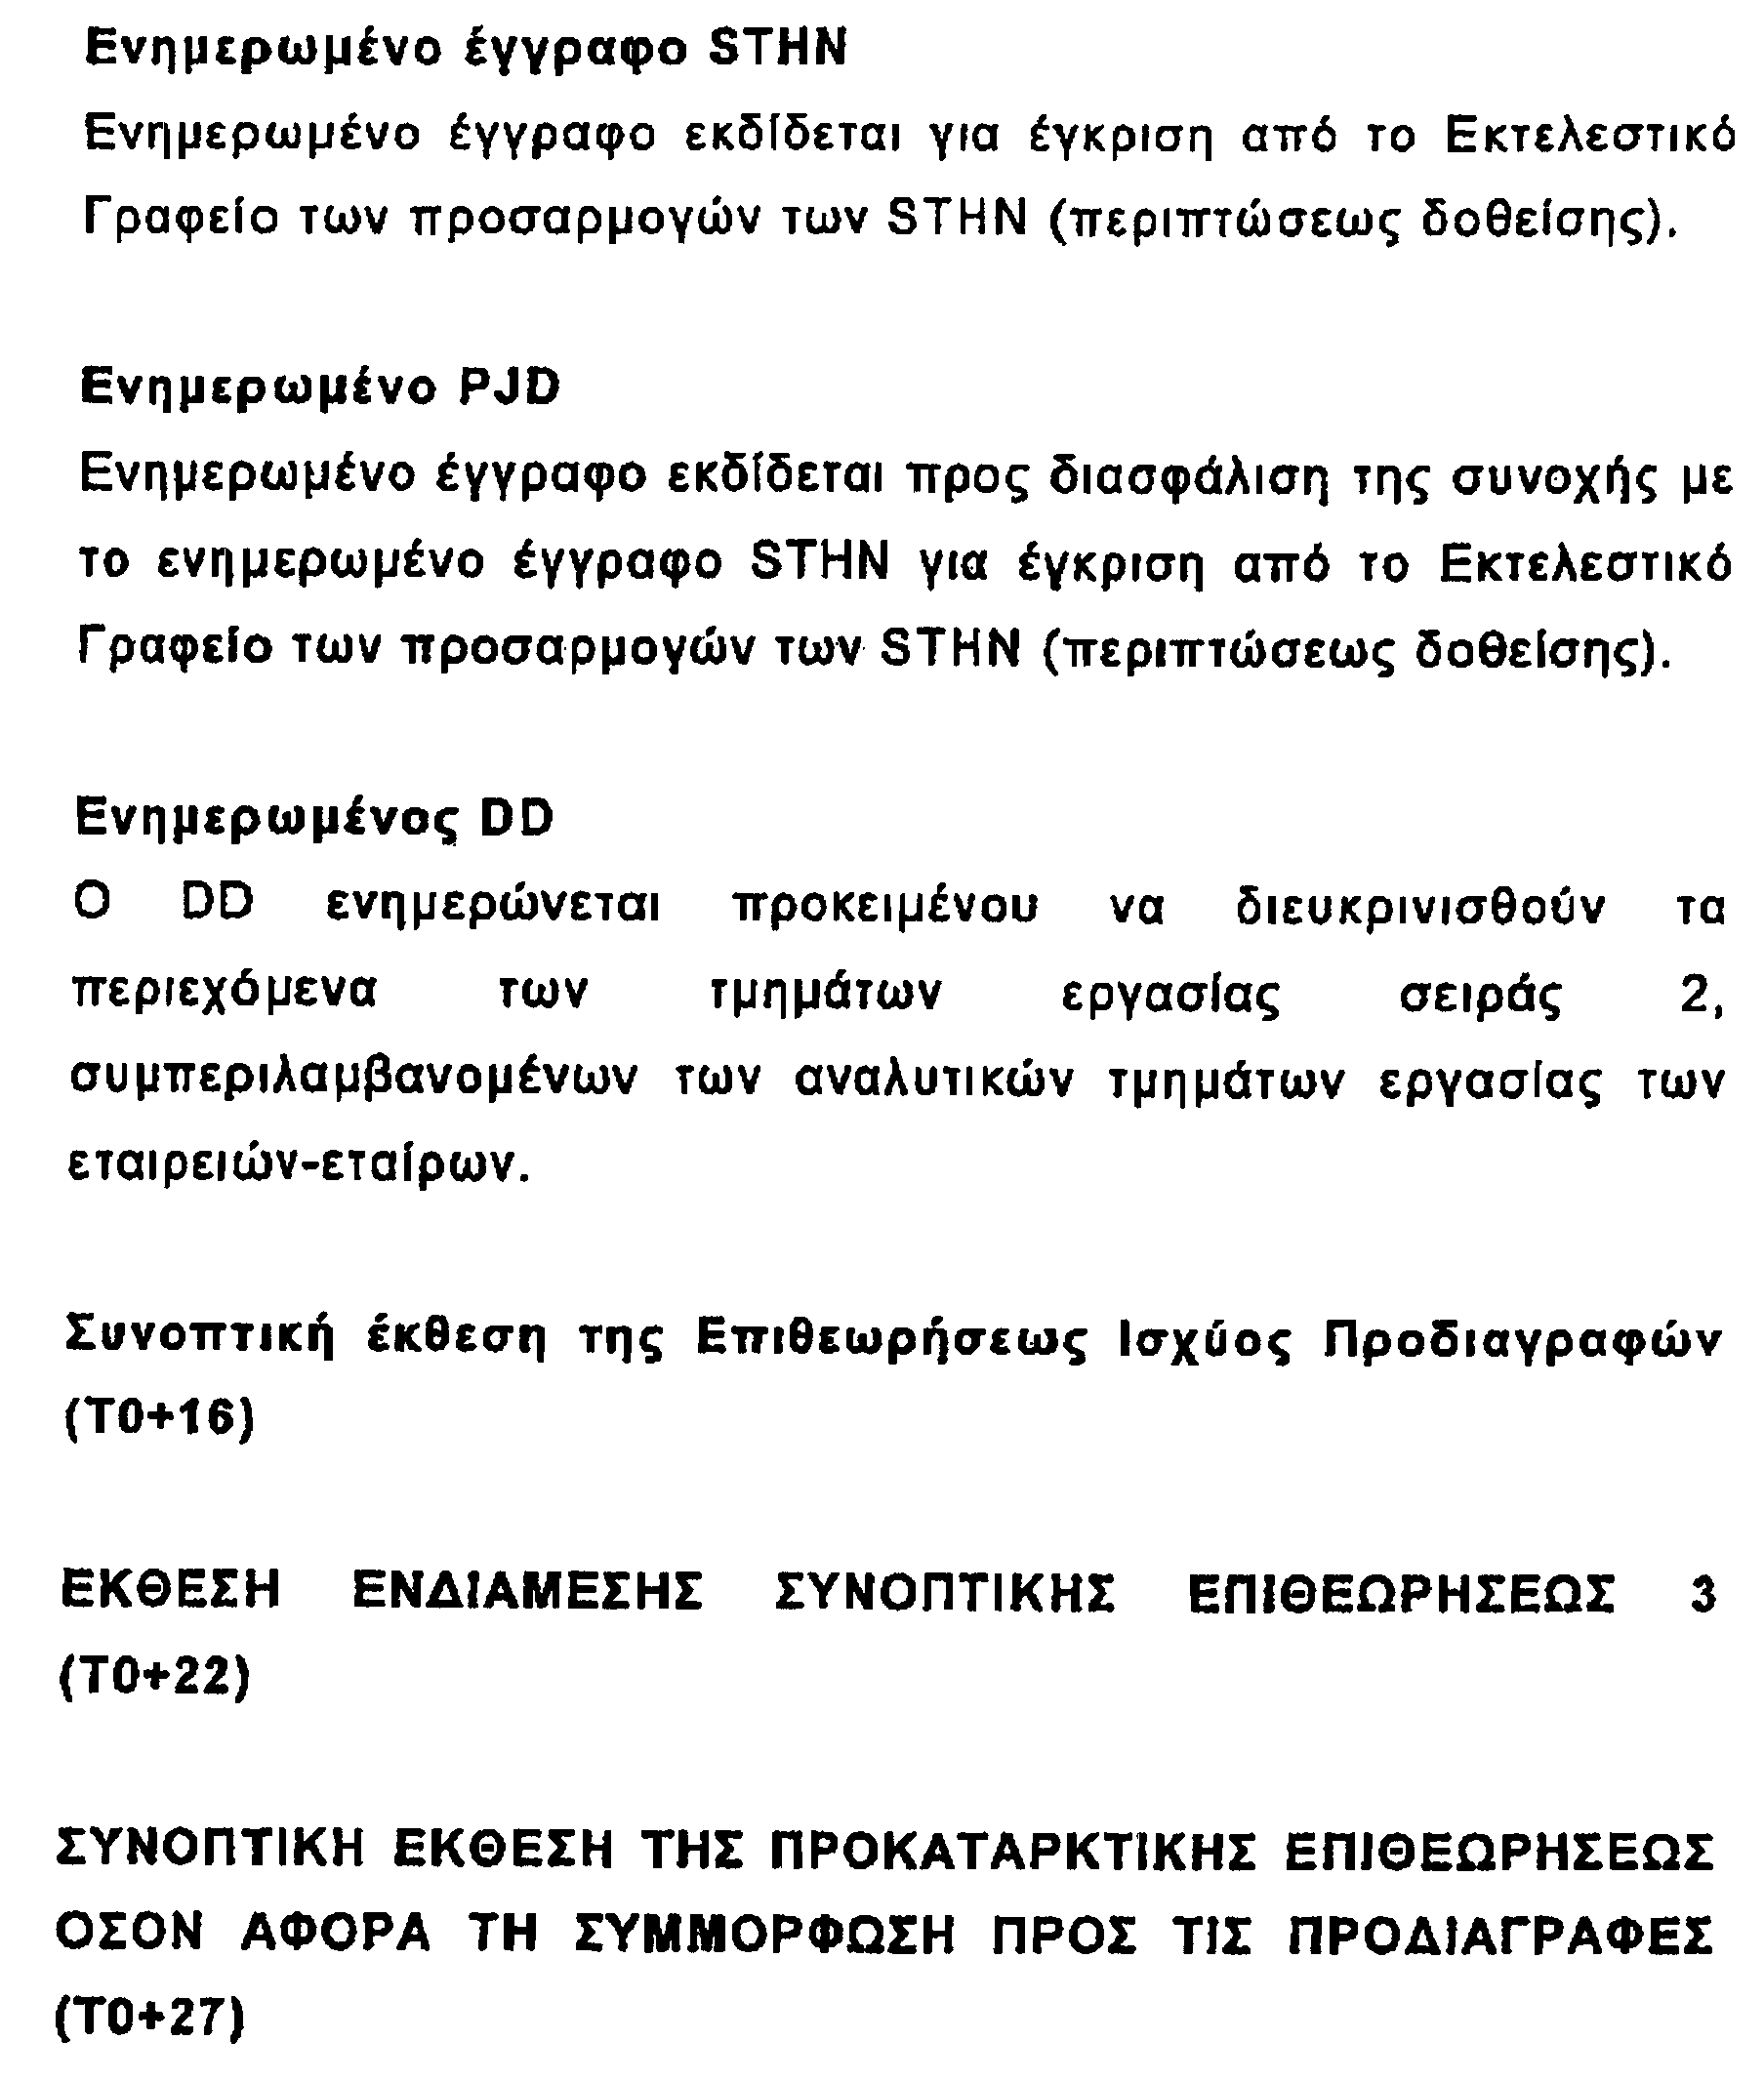 Ενημερωμένο έγγραφο STHN
Ενημερωμένο έγγραφο εκδίδεται για έγκριση από το Εκτελεστικό
Γραφείο των προσαρμογών των STHN (περιπτώσεως δοθείσης).
Ενημερωμένο PJD
Ενημερωμένο έγγραφο εκδίδεται προς διασφάλιση της συνοχής με
το ενημερωμένο έγγραφο STHN για έγκριση από το Εκτελεστικό
Γραφείο των προσαρμογών των STHN (περιπτώσεως δοθείσης).
Ενημερωμένος DD
Ο DD ενημερώνεται προκειμένου να διευκρινισθούν τα
περιεχόμενα των τμημάτων εργασίας σειράς 2,
συμπεριλαμβανομένων των αναλυτικών τμημάτων εργασίας των
εταιρειών-εταίρων.
Συνοπτική έκθεση της Επιθεωρήσεως Ισχύος Προδιαγραφών
(T0+16)
ΕΚΘΕΣΗ ΕΝΔΙΑΜΕΣΗΣ ΣΥΝΟΠΤΙΚΗΣ ΕΠΙΘΕΩΡΗΣΕΩΣ 3
(T0+22)
ΣΥΝΟΠΤΙΚΗ ΕΚΘΕΣΗ ΤΗΣ ΠΡΟΚΑΤΑΡΚΤΙΚΗΣ ΕΠΙΘΕΩΡΗΣΕΩΣ
ΟΣΟΝ ΑΦΟΡΑ ΤΗ ΣΥΜΜΟΡΦΩΣΗ ΠΡΟΣ ΤΙΣ ΠΡΟΔΙΑΓΡΑΦΕΣ
(T0+27)